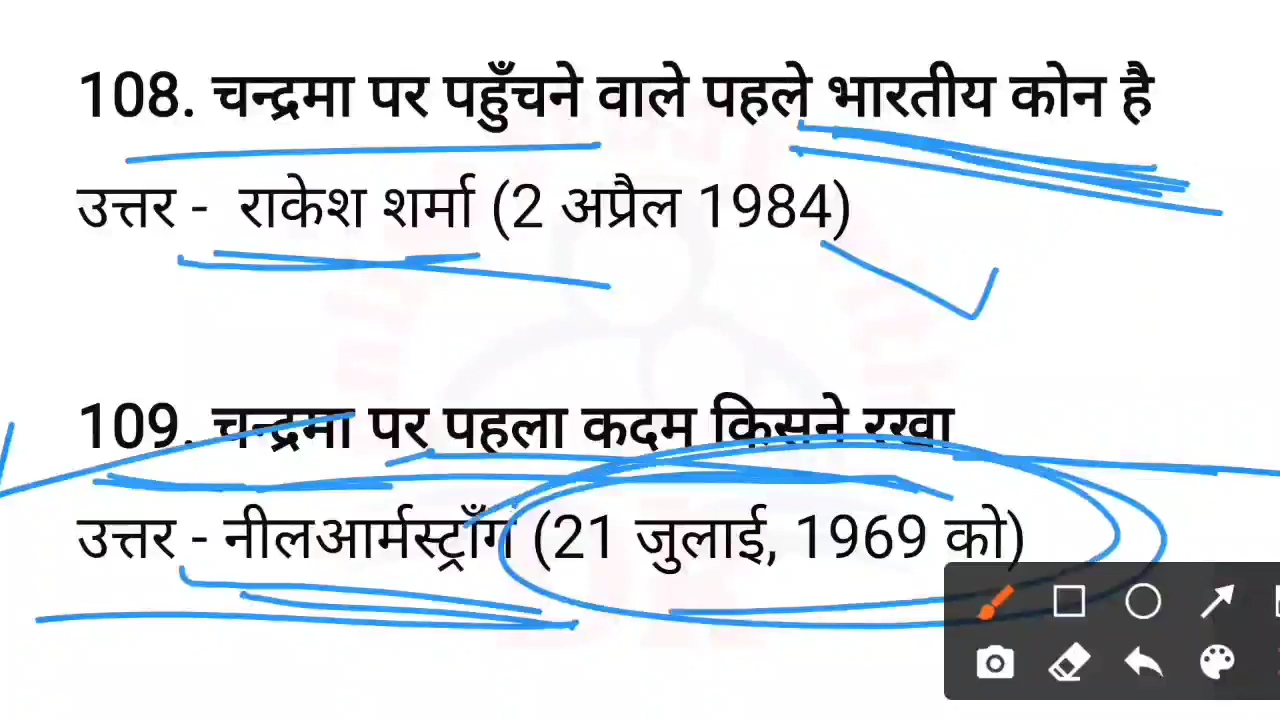 108. चन्द्रमा पर पहुँचने वाले पहले भारतीय कोन है
उत्तर - राकेश शर्मा (2 अप्रैल 1984)
109. चन्द्रमा पर पहला कदम किसने रखा
उत्तर - नीलआर्मस्ट्राँग (21 जुलाई, 1969 को)